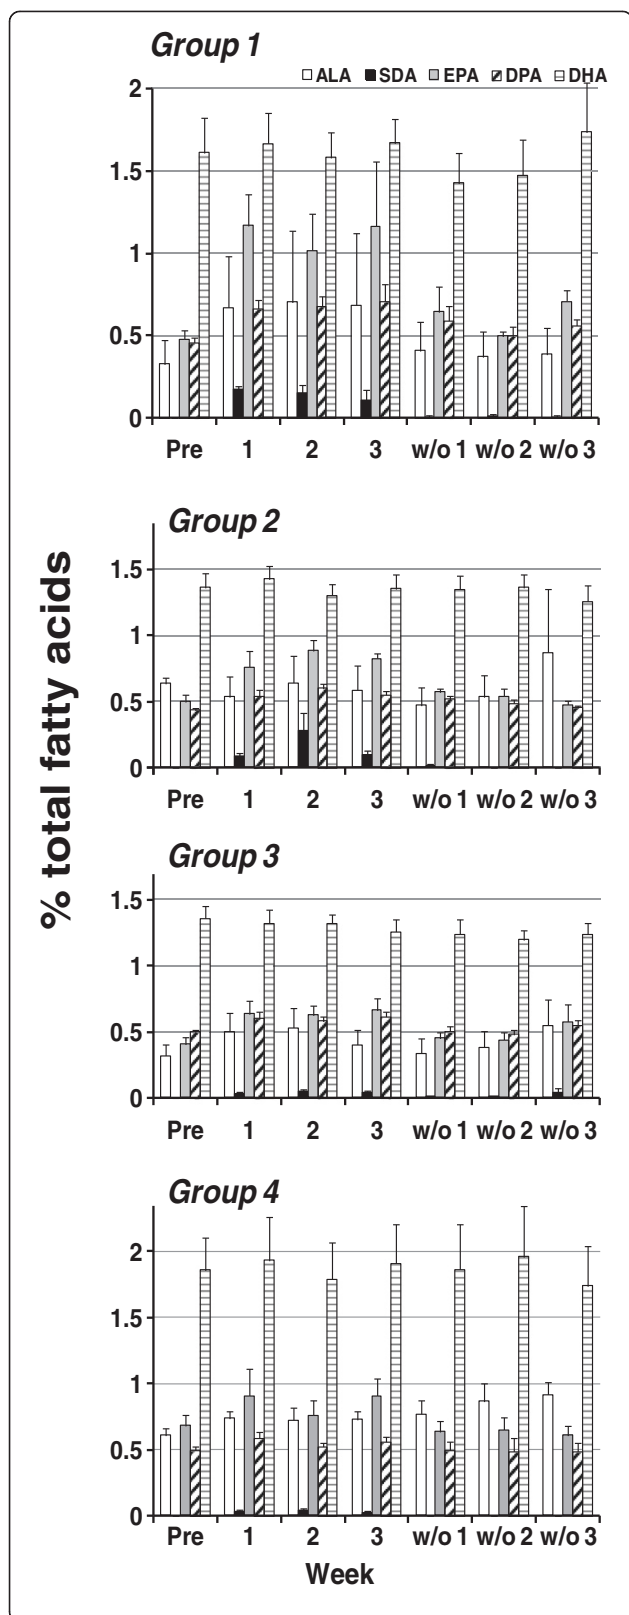 Group 1
ALA SDA EPA DPA DHA
2
1.5
1
0.5
0
Pre 1 2 3 w/o 1 w/o 2 w/o 3
Group 2
1.5
1
0.5
0
Pre 1 2 3 w/o 1 w/o 2 w/o 3
% total fatty acids
Group 3
1.5
1
0.5
0
Pre 1 2 3 w/o 1 w/o 2 w/o 3
Group 4
2
1.5
1
0.5
0
Pre 1 2 3 w/o 1 w/o 2 w/o 3
Week